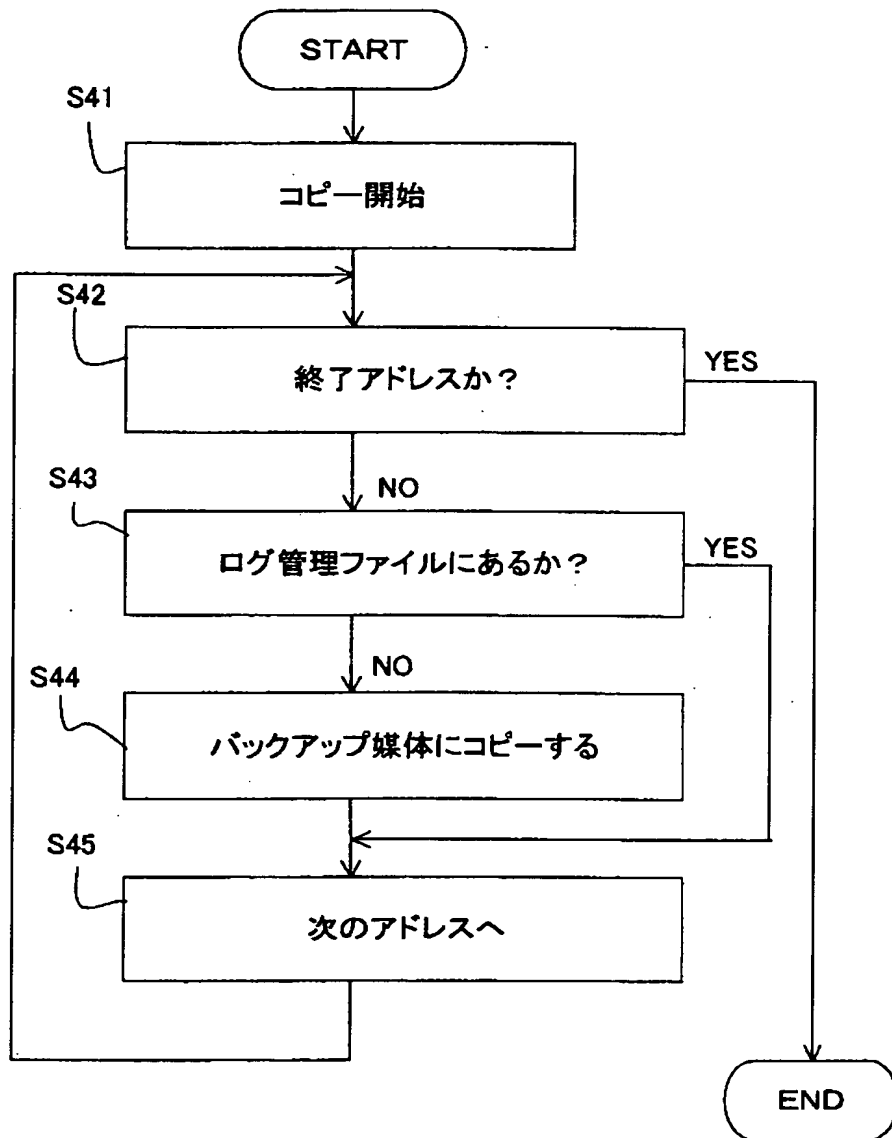 START
S41
コピー開始
S42
終了アドレスか？
YES
NO
S43
ログ管理ファイルにあるか？
YES
NO
S44
バックアップ媒体にコピーする
S45
次のアドレスへ
END